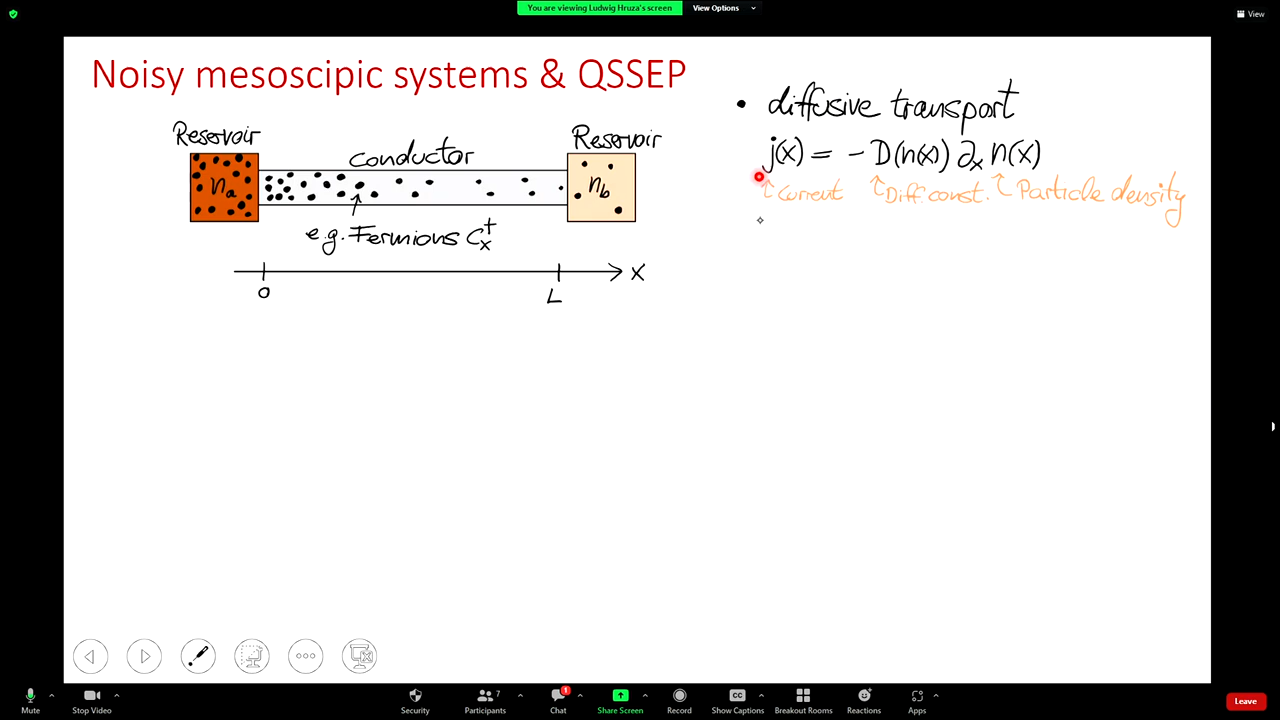 You are viewing Ludwig Hruza's screen
View Options
View
Noisy mesoscipic systems & QSSEP
Reservoir
conductor
Reservoir
na
nb
e.g. Fermions C†x
0
L
x
• diffusive transport
j(x) = - D(n(x)) ∂x n(x)
↑ Current ↑ Diff. const. ↑ Particle density
Mute
Stop Video
Security
Participants 7
Chat 1
Share Screen
Record
CC
Show Captions
Breakout Rooms
Reactions
Apps
Leave